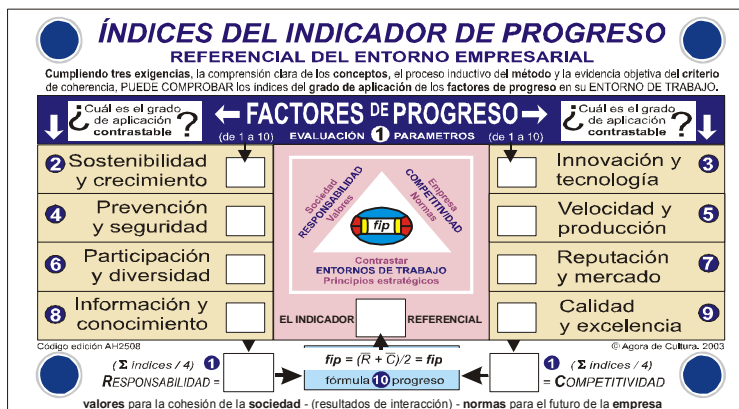 ÍNDICES DEL INDICADOR DE PROGRESO
REFERENCIAL DEL ENTORNO EMPRESARIAL
Cumpliendo tres exigencias, la comprensión clara de los conceptos, el proceso inductivo del método y la evidencia objetiva del criterio
de coherencia, PUEDE COMPROBAR los índices del grado de aplicación de los factores de progreso en su ENTORNO DE TRABAJO.
¿Cuál es el grado de aplicación contrastable?
← FACTORES DE PROGRESO →
¿Cuál es el grado de aplicación contrastable?
(de 1 a 10) EVALUACIÓN 1 PARAMETROS (de 1 a 10)
2 Sostenibilidad y crecimiento
Innovación y tecnología 3
4 Prevención y seguridad
Velocidad y producción 5
6 Participación y diversidad
Reputación y mercado 7
8 Información y conocimiento
Calidad y excelencia 9
Sociedad
RESPONSABILIDAD
Valores
Empresa
COMPETITIVIDAD
Normas
fip
Contrastar
ENTORNOS DE TRABAJO
Principios estratégicos
EL INDICADOR REFERENCIAL
Código edición AH2508
© Agora de Cultura. 2003
(Σ índices / 4) 1
RESPONSABILIDAD =
fip = (R̅ + C̅)/2 = fip
fórmula 10 progreso
1 (Σ índices / 4)
= COMPETITIVIDAD
valores para la cohesión de la sociedad - (resultados de interacción) - normas para el futuro de la empresa